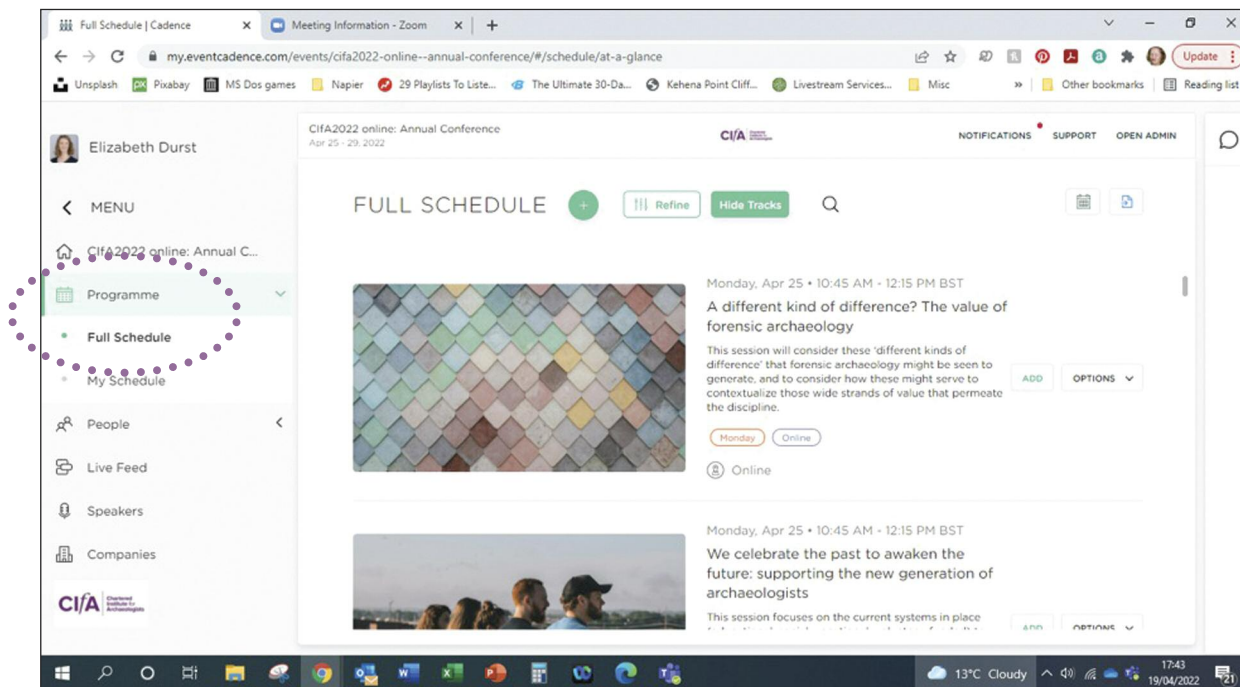 Full Schedule | Cadence
Meeting Information - Zoom
my.eventcadence.com/events/cifa2022-online--annual-conference/#/schedule/at-a-glance
Update
Unsplash
Pixabay
MS Dos games
Napier
29 Playlists To Liste...
The Ultimate 30-Da...
Kehena Point Cliff...
Livestream Services...
Misc
»
Other bookmarks
Reading list
Elizabeth Durst
MENU
CIfA2022 online: Annual C...
Programme
Full Schedule
My Schedule
People
Live Feed
Speakers
Companies
CIfA Chartered
Institute for
Archaeologists
CIfA2022 online: Annual Conference
Apr 25 - 29, 2022
CIfA
NOTIFICATIONS
SUPPORT
OPEN ADMIN
FULL SCHEDULE
+
Refine
Hide Tracks
Monday, Apr 25 • 10:45 AM - 12:15 PM BST
A different kind of difference? The value of
forensic archaeology
This session will consider these 'different kinds of
difference' that forensic archaeology might be seen to
generate, and to consider how these might serve to
contextualize those wide strands of value that permeate
the discipline.
ADD
OPTIONS
Monday
Online
Online
Monday, Apr 25 • 10:45 AM - 12:15 PM BST
We celebrate the past to awaken the
future: supporting the new generation of
archaeologists
This session focuses on the current systems in place
ADD
OPTIONS
13°C Cloudy
17:43
19/04/2022
21